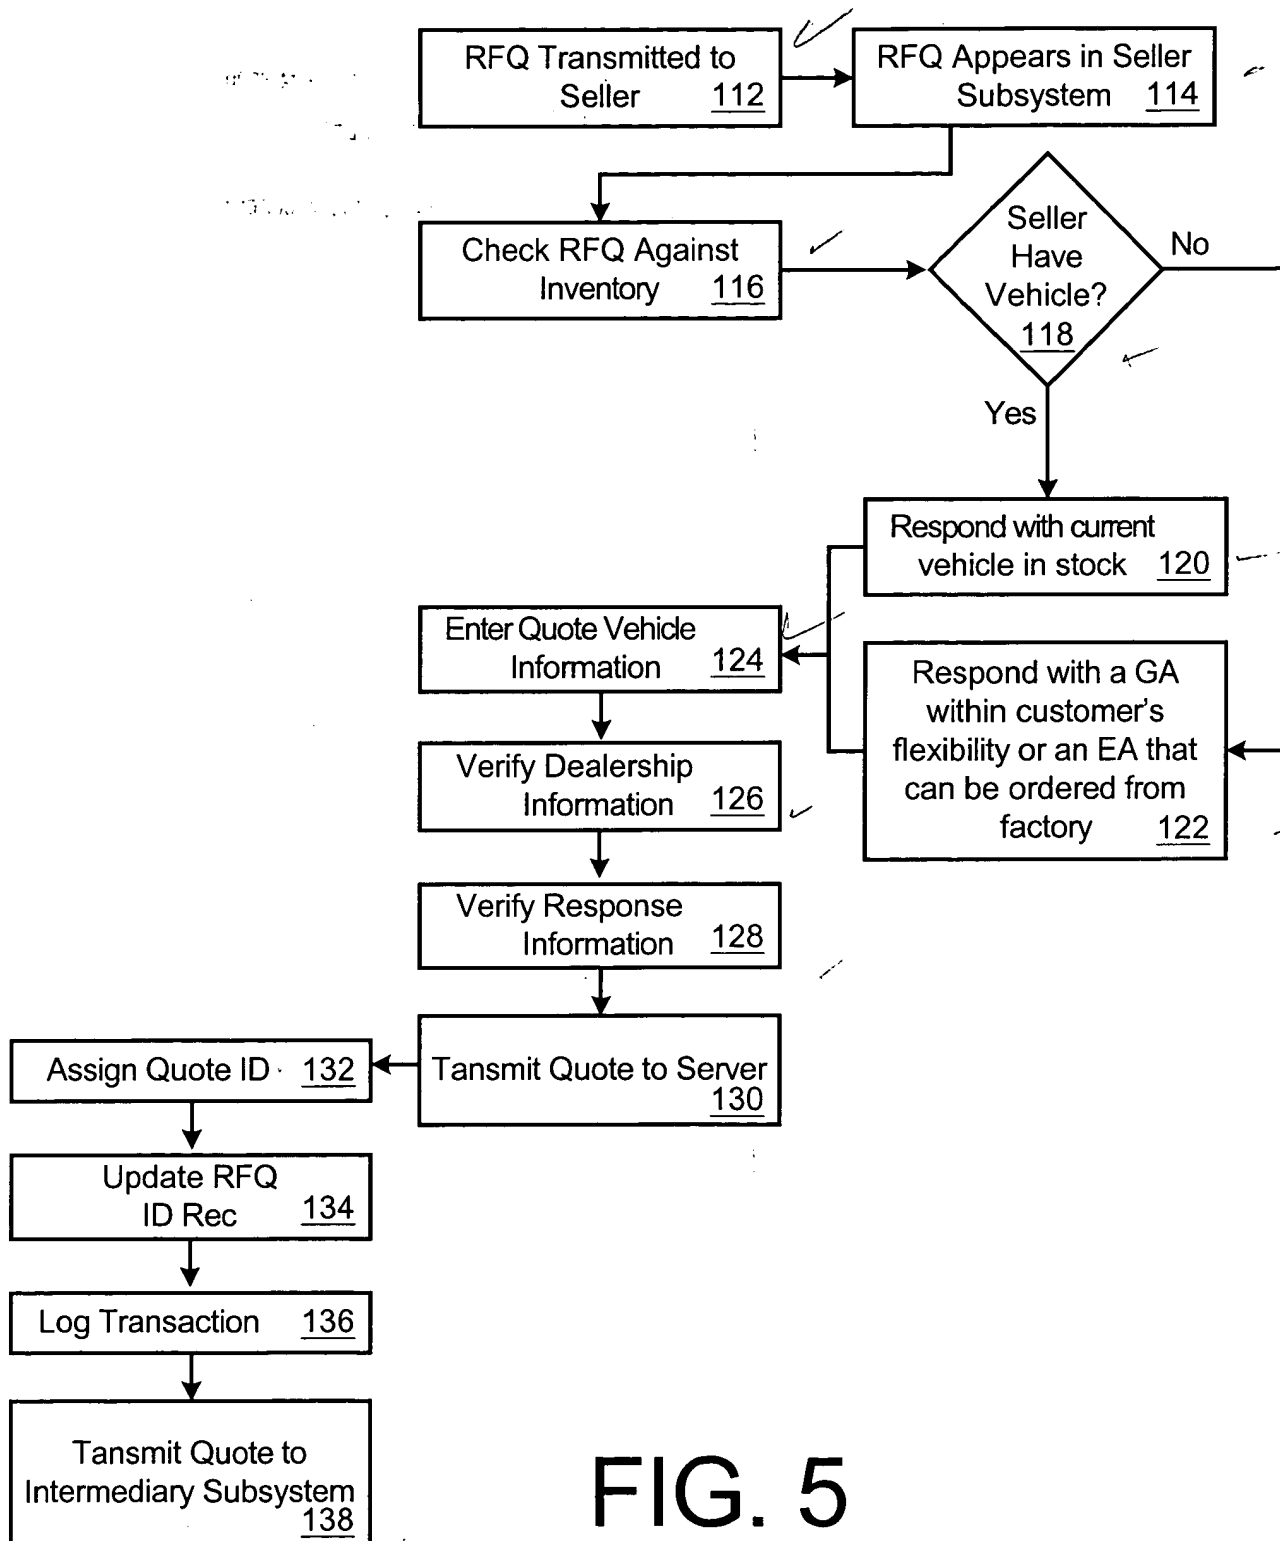 RFQ Transmitted to
Seller 112
RFQ Appears in Seller
Subsystem 114
Check RFQ Against
Inventory 116
Seller
Have
Vehicle?
118
No
Yes
Respond with current
vehicle in stock 120
Respond with a GA
within customer's
flexibility or an EA that
can be ordered from
factory 122
Enter Quote Vehicle
Information 124
Verify Dealership
Information 126
Verify Response
Information 128
Tansmit Quote to Server
130
Assign Quote ID 132
Update RFQ
ID Rec 134
Log Transaction 136
Tansmit Quote to
Intermediary Subsystem
138
FIG. 5